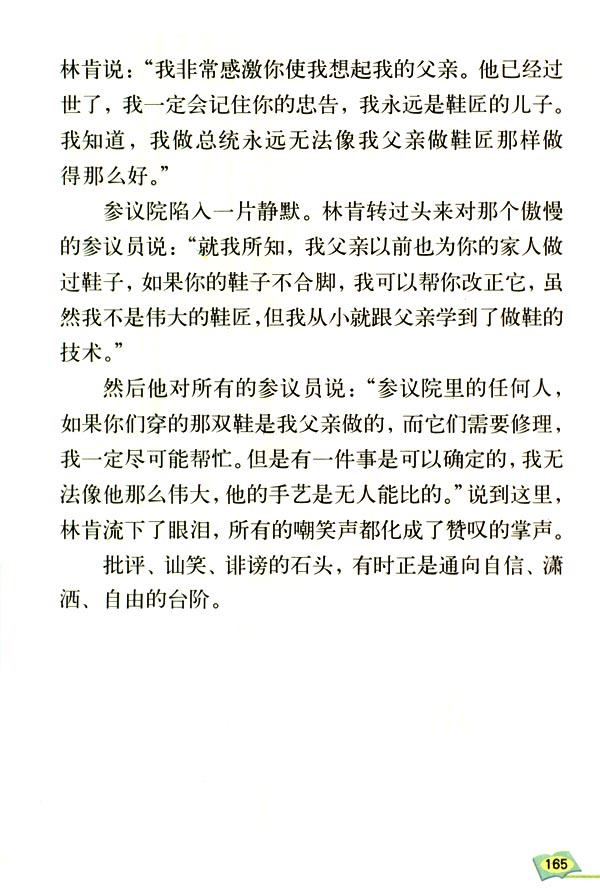 林肯说：“我非常感激你使我想起我的父亲。他已经过
世了，我一定会记住你的忠告，我永远是鞋匠的儿子。
我知道，我做总统永远无法像我父亲做鞋匠那样做
得那么好。”
参议院陷入一片静默。林肯转过头来对那个傲慢
的参议员说：“就我所知，我父亲以前也为你的家人做
过鞋子，如果你的鞋子不合脚，我可以帮你改正它，虽
然我不是伟大的鞋匠，但我从小就跟父亲学到了做鞋的
技术。”
然后他对所有的参议员说：“参议院里的任何人，
如果你们穿的那双鞋是我父亲做的，而它们需要修理，
我一定尽可能帮忙。但是有一件事是可以确定的，我无
法像他那么伟大，他的手艺是无人能比的。”说到这里，
林肯流下了眼泪，所有的嘲笑声都化成了赞叹的掌声。
批评、讪笑、诽谤的石头，有时正是通向自信、潇
洒、自由的台阶。
165